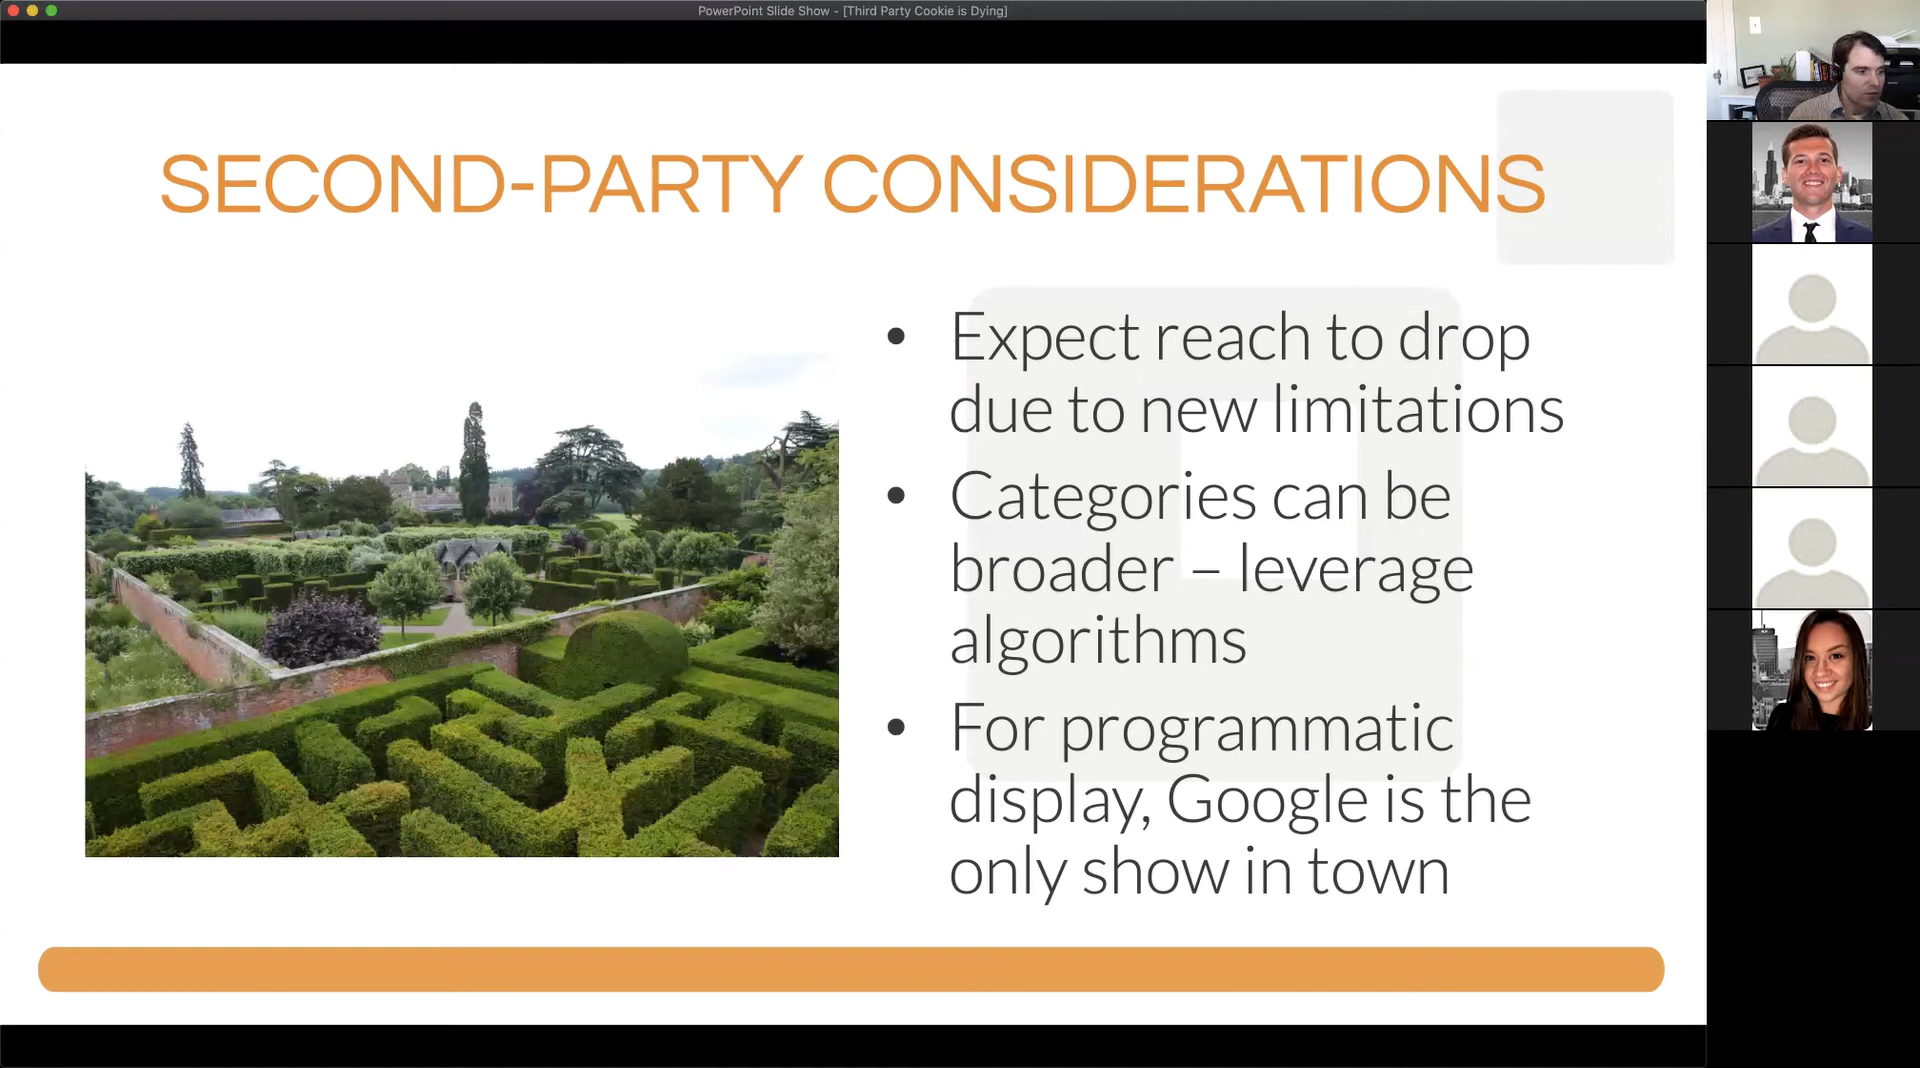 PowerPoint Slide Show - [Third Party Cookie is Dying]
SECOND-PARTY CONSIDERATIONS
• Expect reach to drop
due to new limitations
• Categories can be
broader – leverage
algorithms
• For programmatic
display, Google is the
only show in town